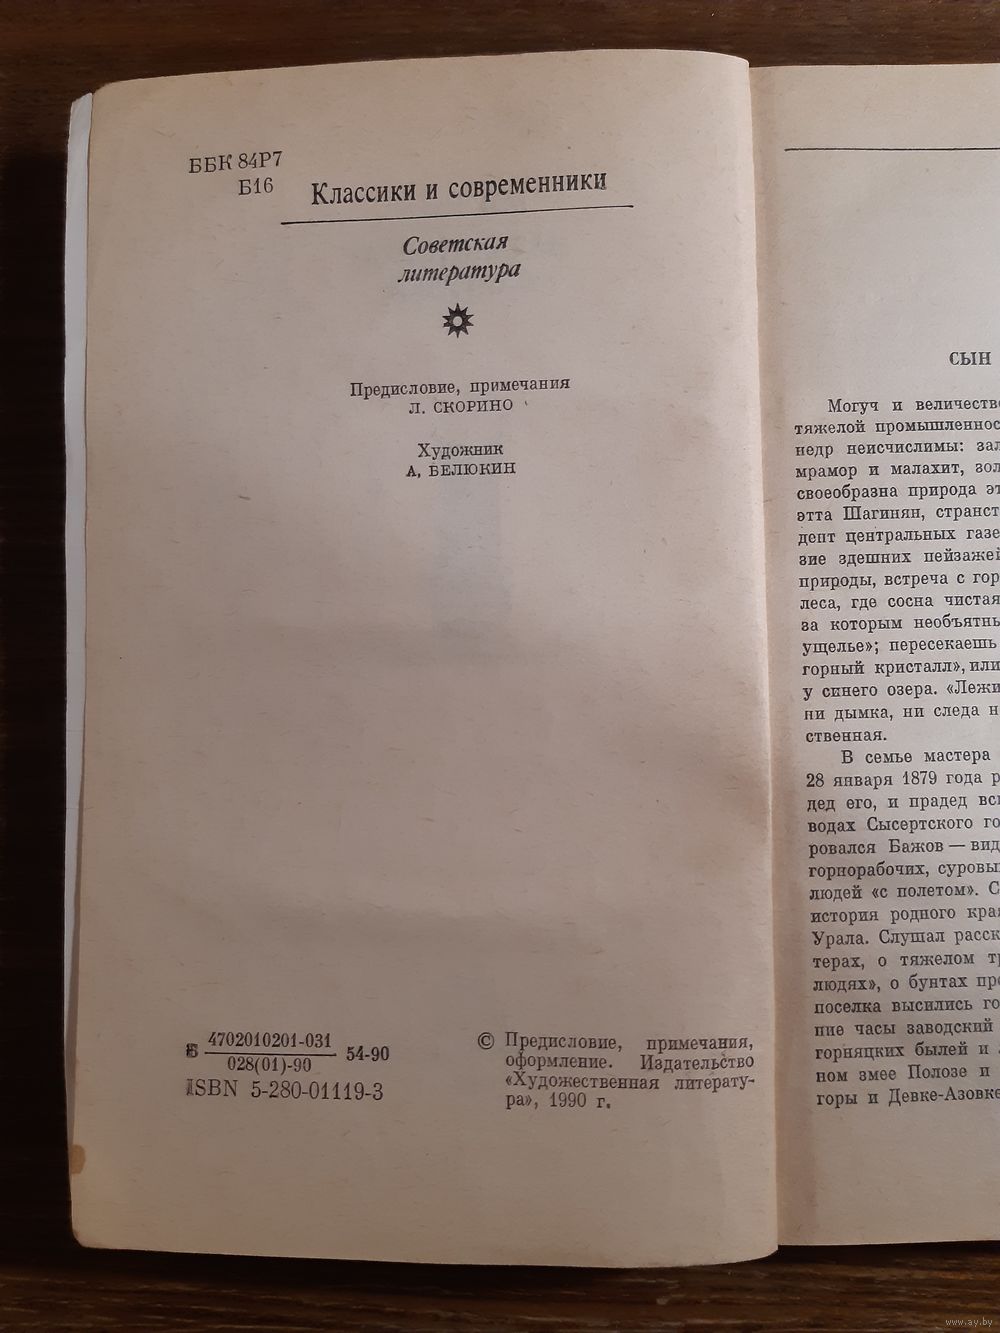 ББК 84Р7
Б16
Классики и современники
Советская
литература
Предисловие, примечания
Л. СКОРИНО
Художник
А. БЕЛЮКИН
Б 4702010201-031
028(01)-90
54-90
ISBN 5-280-01119-3
© Предисловие, примечания,
оформление. Издательство
«Художественная литерату-
ра», 1990 г.
СЫН
Могуч и величеств
тяжелой промышленнос
недр неисчислимы: зал
мрамор и малахит, зол
своеобразна природа эт
этта Шагинян, странст
дент центральных газе
зие здешних пейзажей
природы, встреча с гор
леса, где сосна чистая
за которым необъятны
ущелье»; пересекаешь
горный кристалл», или
у синего озера. «Лежи
ни дымка, ни следа н
ственная.
В семье мастера
28 января 1879 года р
дед его, и прадед вс
водах Сысертского го
ровался Бажов — вид
горнорабочих, суровы
людей «с полетом». С
история родного кра
Урала. Слушал расск
терах, о тяжелом т
людях», о бунтах пр
поселка высились го
ние часы заводский
горняцких былей и
ном змее Полозе и
горы и Девке-Азовке
www.ay.by